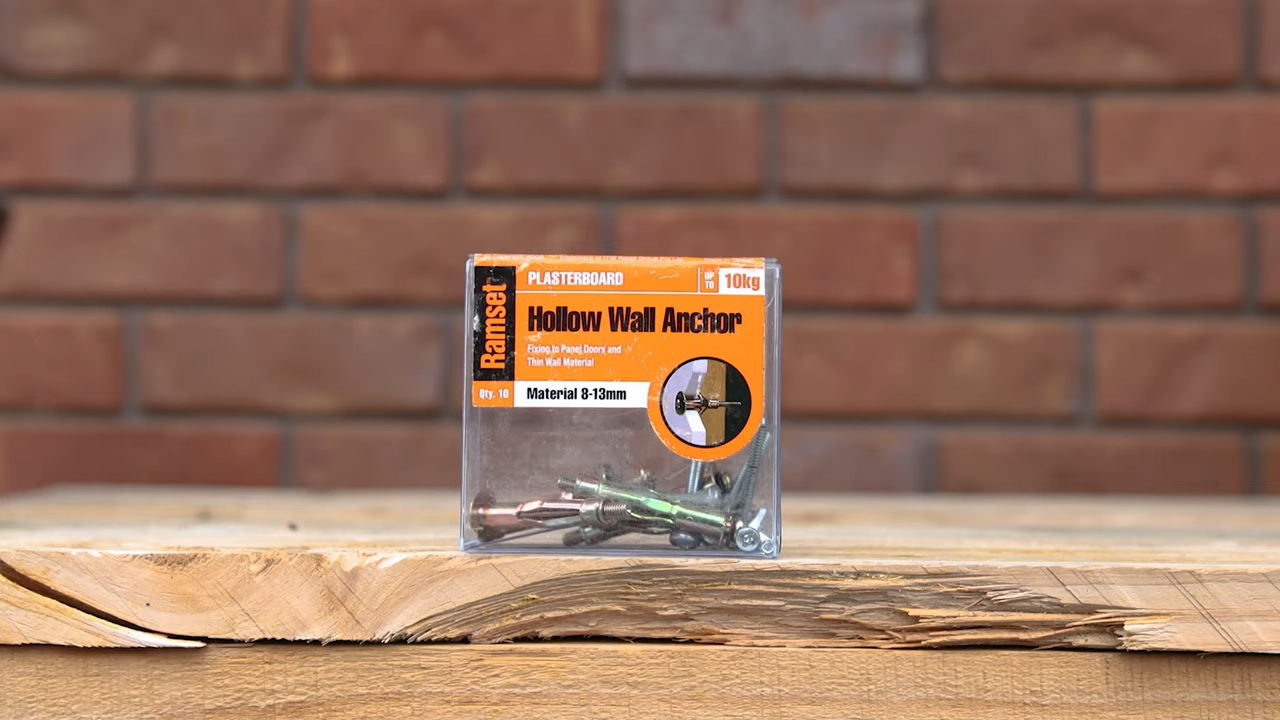 Ramset
PLASTERBOARD
UP TO
10kg
Hollow Wall Anchor
Fixing to Panel Doors and
Thin Wall Material
Qty. 10
Material 8-13mm